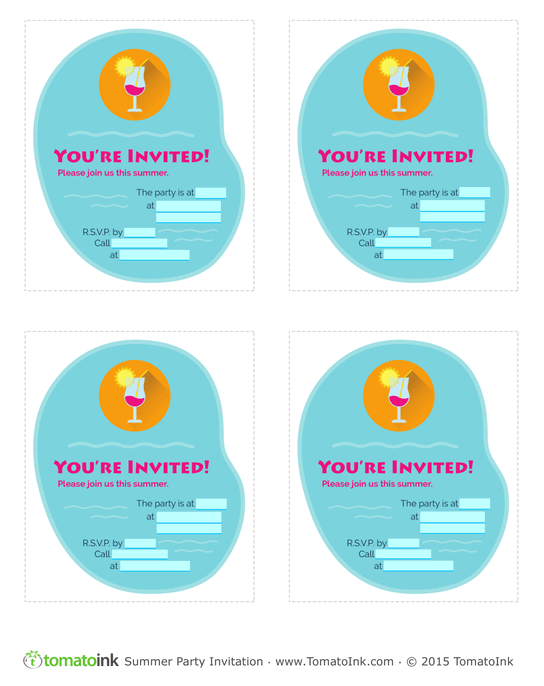 YOU'RE INVITED!
Please join us this summer.
The party is at
at
R.S.V.P. by
Call
at
YOU'RE INVITED!
Please join us this summer.
The party is at
at
R.S.V.P. by
Call
at
YOU'RE INVITED!
Please join us this summer.
The party is at
at
R.S.V.P. by
Call
at
YOU'RE INVITED!
Please join us this summer.
The party is at
at
R.S.V.P. by
Call
at
t tomatoink Summer Party Invitation · www.TomatoInk.com · © 2015 TomatoInk